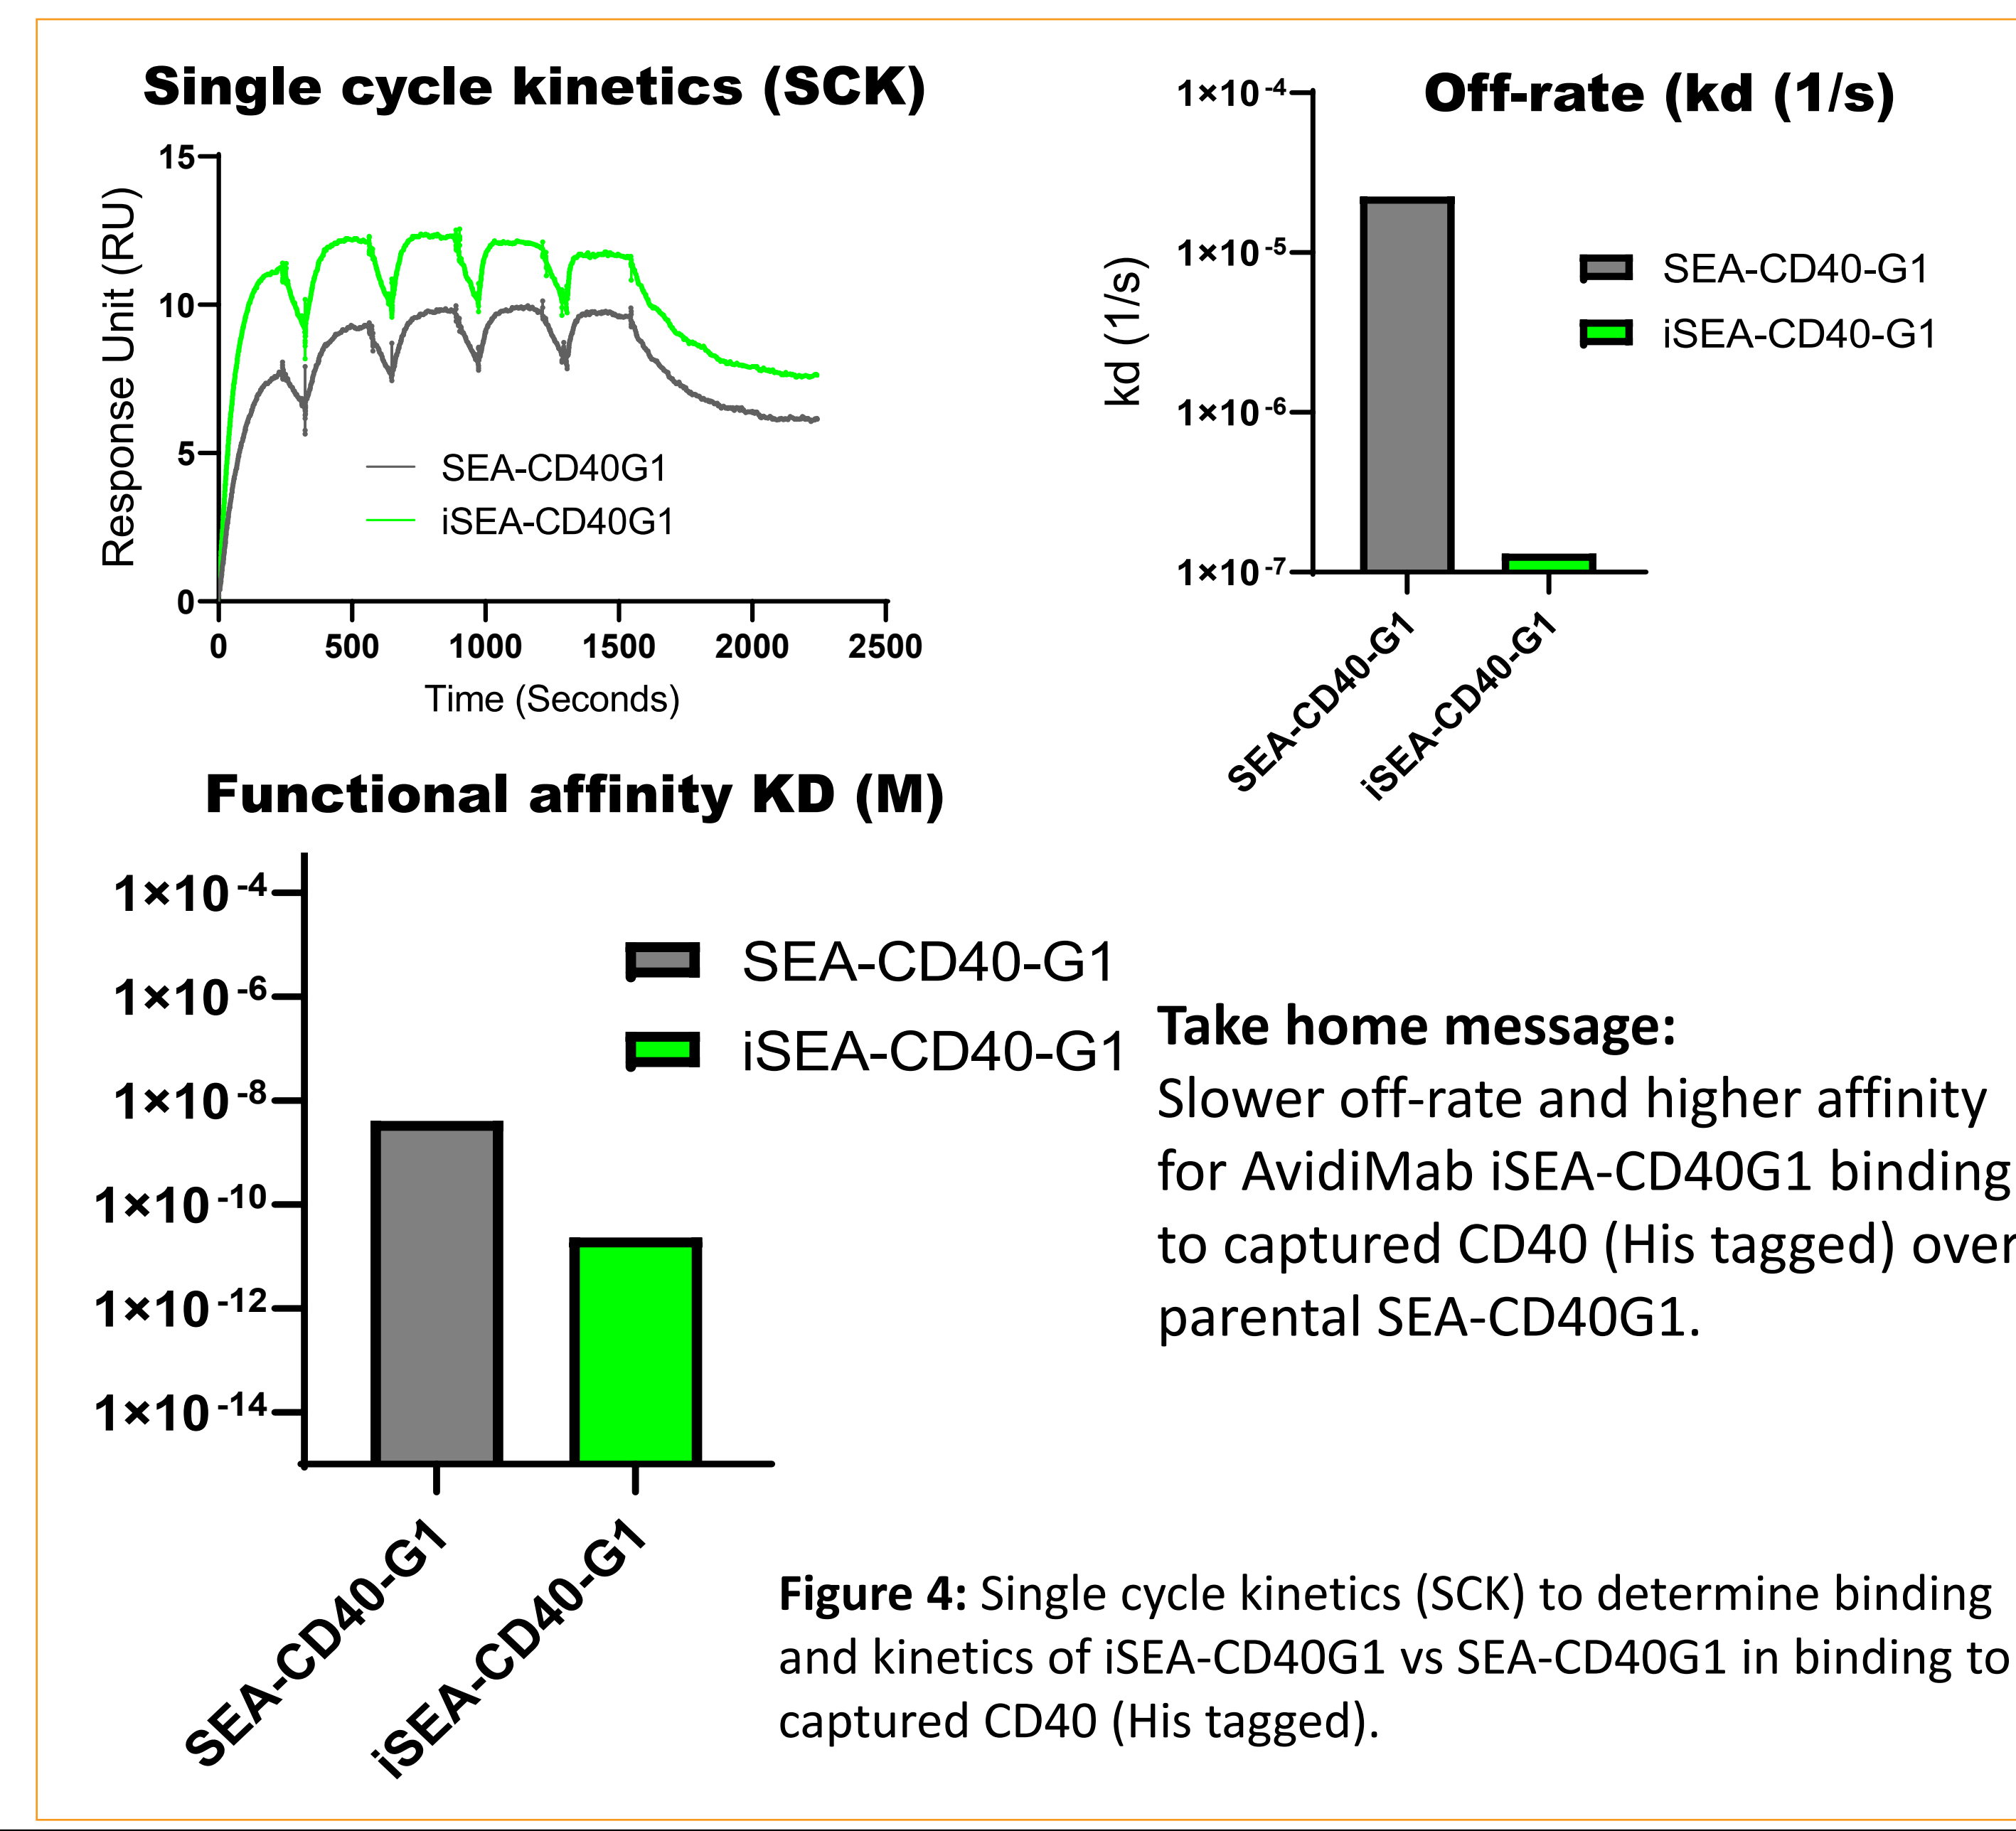 Single cycle kinetics (SCK)
15
10
5
0
Response Unit (RU)
0 500 1000 1500 2000 2500
Time (Seconds)
SEA-CD40G1
iSEA-CD40G1
Off-rate (kd (1/s)
1×10-4
1×10-5
1×10-6
1×10-7
kd (1/s)
SEA-CD40-G1
iSEA-CD40-G1
SEA-CD40-G1
iSEA-CD40-G1
Functional affinity KD (M)
1×10-4
1×10-6
1×10-8
1×10-10
1×10-12
1×10-14
SEA-CD40-G1
iSEA-CD40-G1
SEA-CD40-G1
iSEA-CD40-G1
Take home message:
Slower off-rate and higher affinity
for AvidiMab iSEA-CD40G1 binding
to captured CD40 (His tagged) over
parental SEA-CD40G1.
Figure 4: Single cycle kinetics (SCK) to determine binding
and kinetics of iSEA-CD40G1 vs SEA-CD40G1 in binding to
captured CD40 (His tagged).